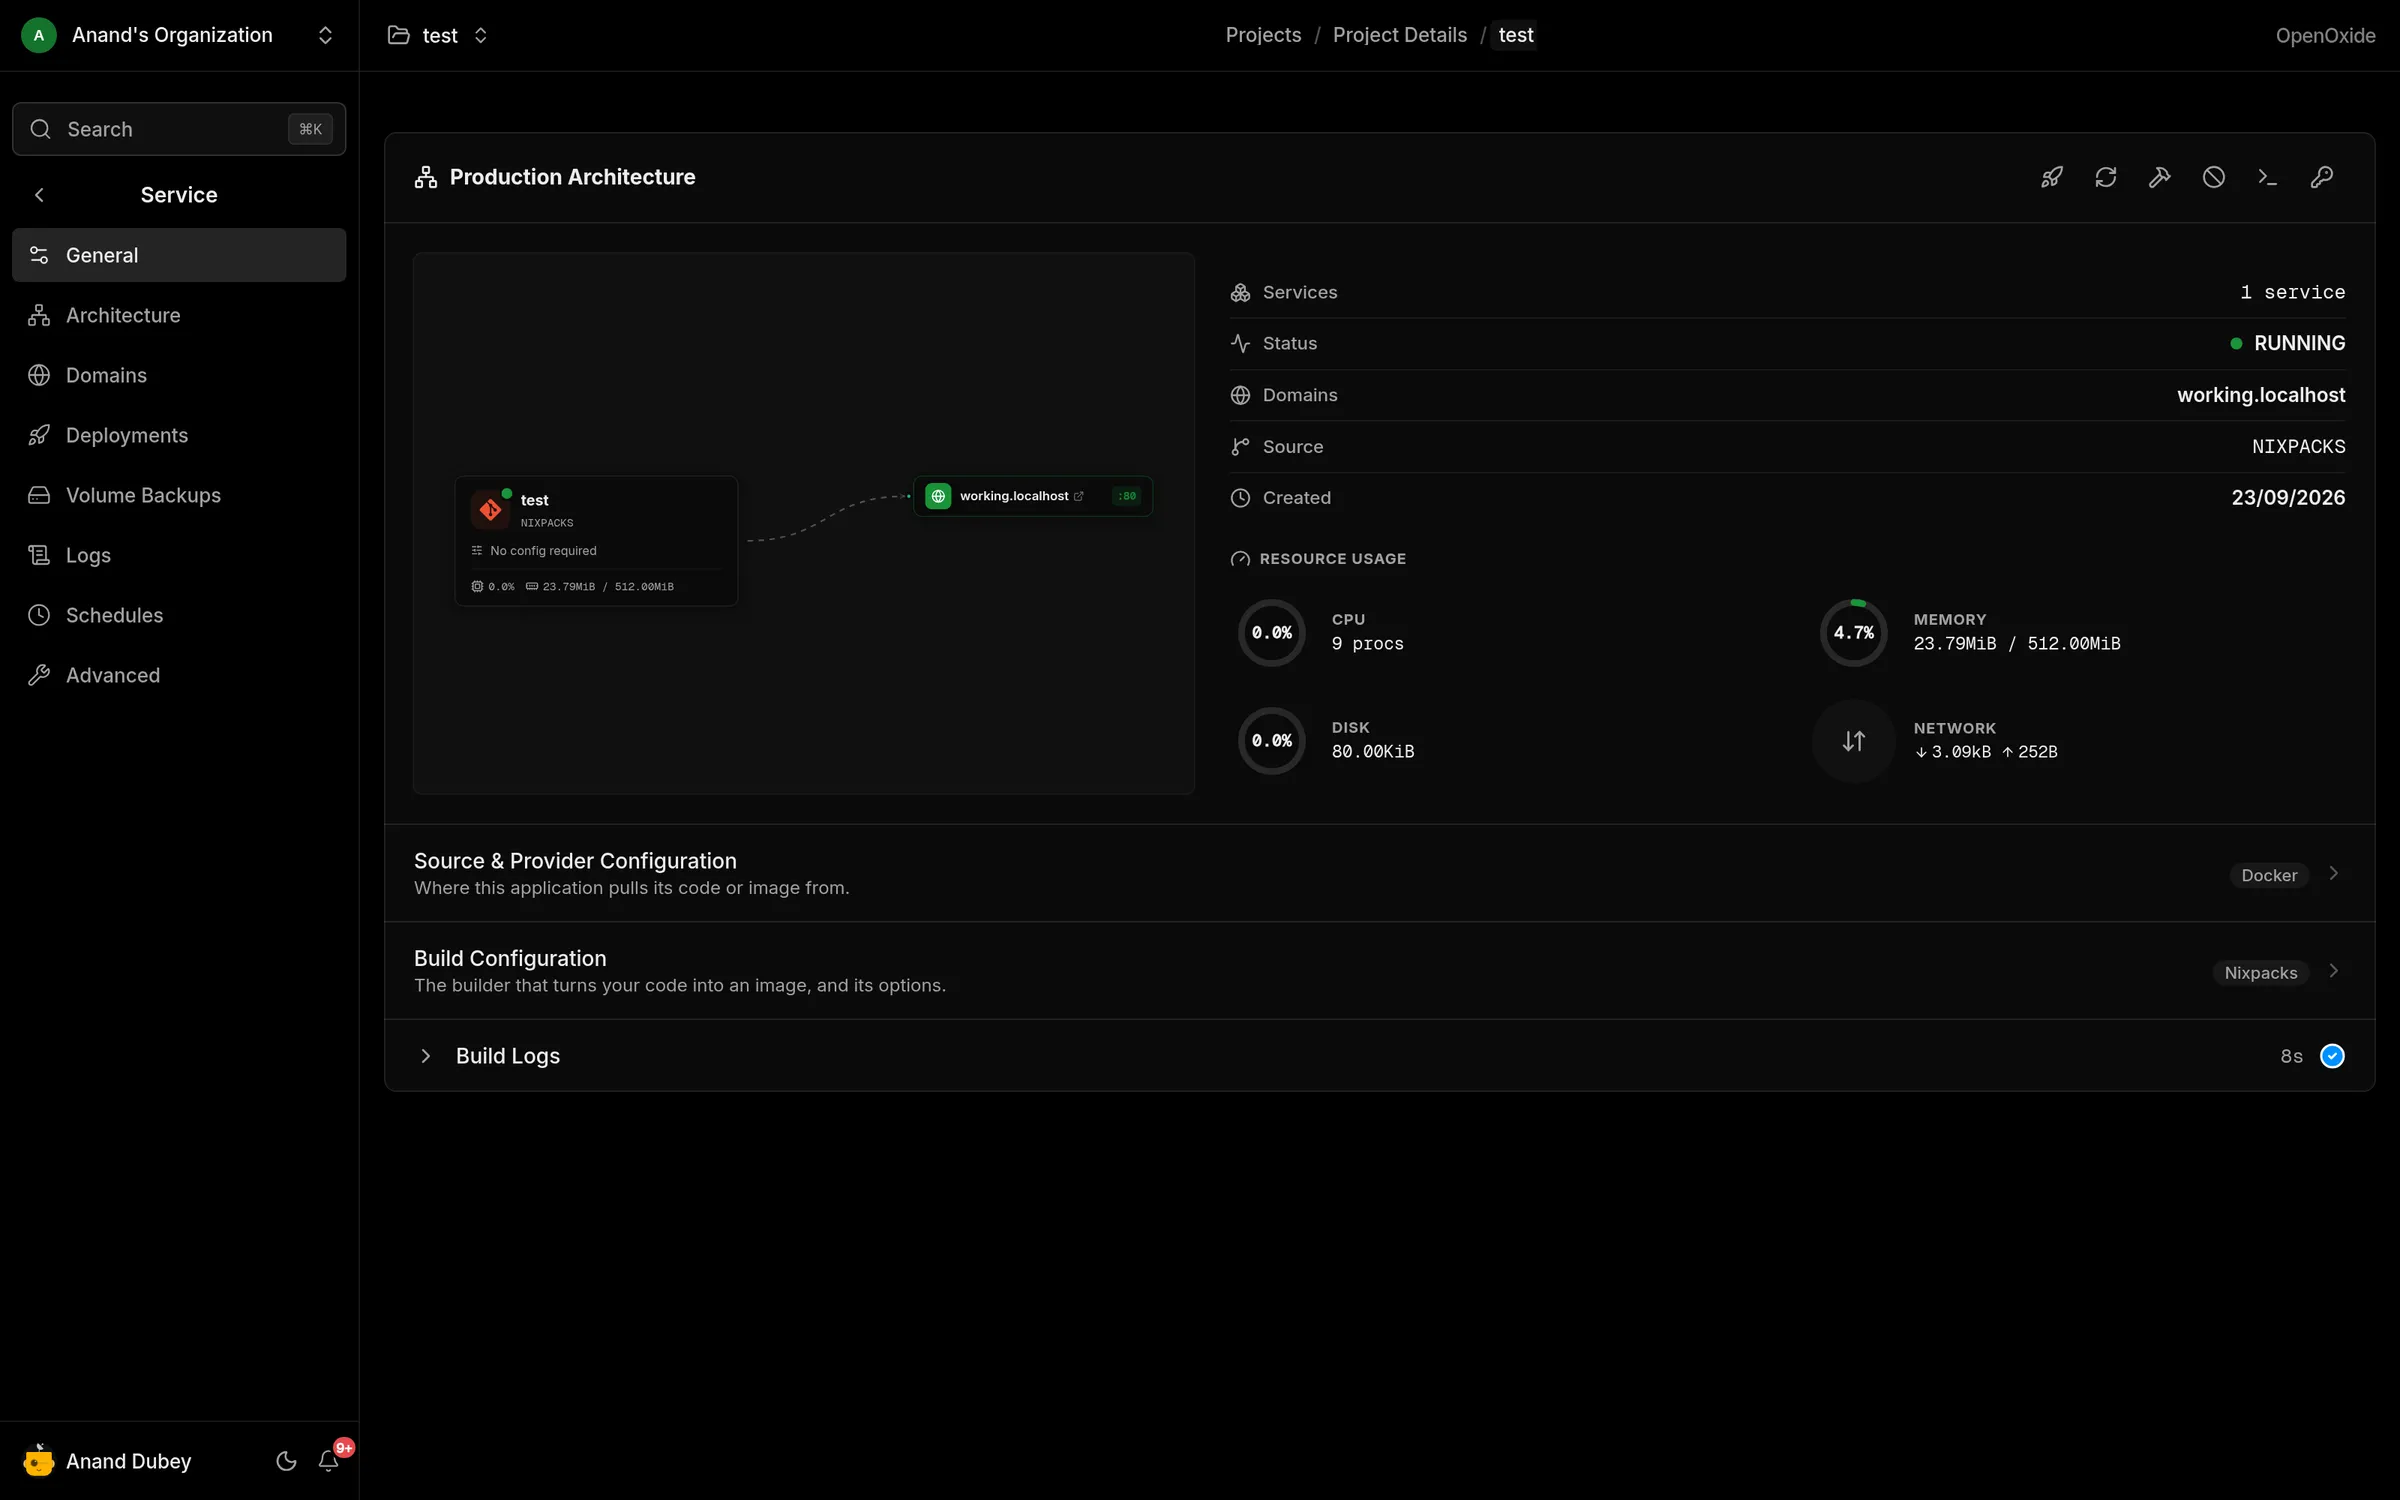 A Anand's Organization
test
Projects / Project Details / test
OpenOxide
Search ⌘K
Service
General
Architecture
Domains
Deployments
Volume Backups
Logs
Schedules
Advanced
Anand Dubey
9+
Production Architecture
test
NIXPACKS
No config required
0.0% 23.79MiB / 512.00MiB
working.localhost :80
Services 1 service
Status RUNNING
Domains working.localhost
Source NIXPACKS
Created 23/09/2026
RESOURCE USAGE
0.0% CPU
9 procs
4.7% MEMORY
23.79MiB / 512.00MiB
0.0% DISK
80.00KiB
NETWORK
↓ 3.09kB ↑ 252B
Source & Provider Configuration
Where this application pulls its code or image from.
Docker
Build Configuration
The builder that turns your code into an image, and its options.
Nixpacks
Build Logs
8s